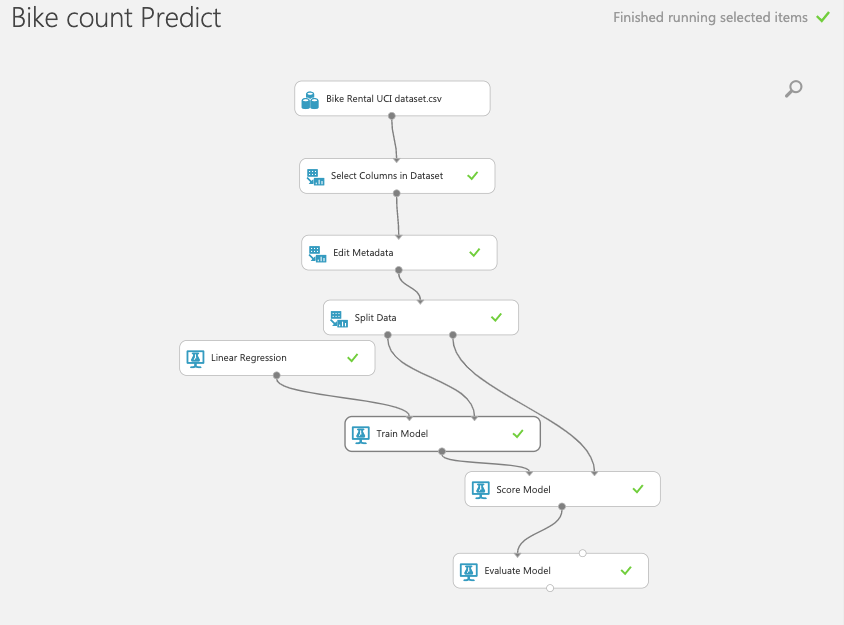 Bike count Predict
Finished running selected items
Bike Rental UCI dataset.csv
Select Columns in Dataset
Edit Metadata
Split Data
Linear Regression
Train Model
Score Model
Evaluate Model